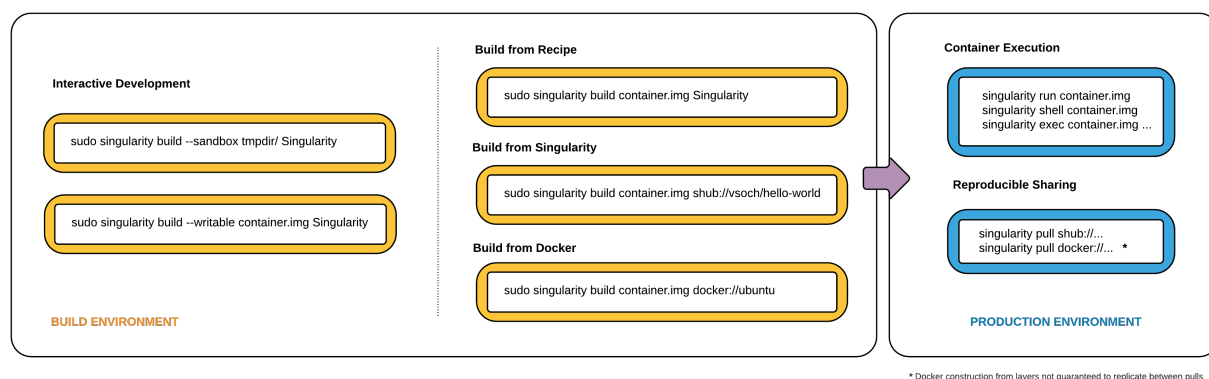 Interactive Development
sudo singularity build --sandbox tmpdir/ Singularity
sudo singularity build --writable container.img Singularity
BUILD ENVIRONMENT
Build from Recipe
sudo singularity build container.img Singularity
Build from Singularity
sudo singularity build container.img shub://vsoch/hello-world
Build from Docker
sudo singularity build container.img docker://ubuntu
Container Execution
singularity run container.img
singularity shell container.img
singularity exec container.img ...
Reproducible Sharing
singularity pull shub://...
singularity pull docker://... *
PRODUCTION ENVIRONMENT
* Docker construction from layers not guaranteed to replicate between pulls